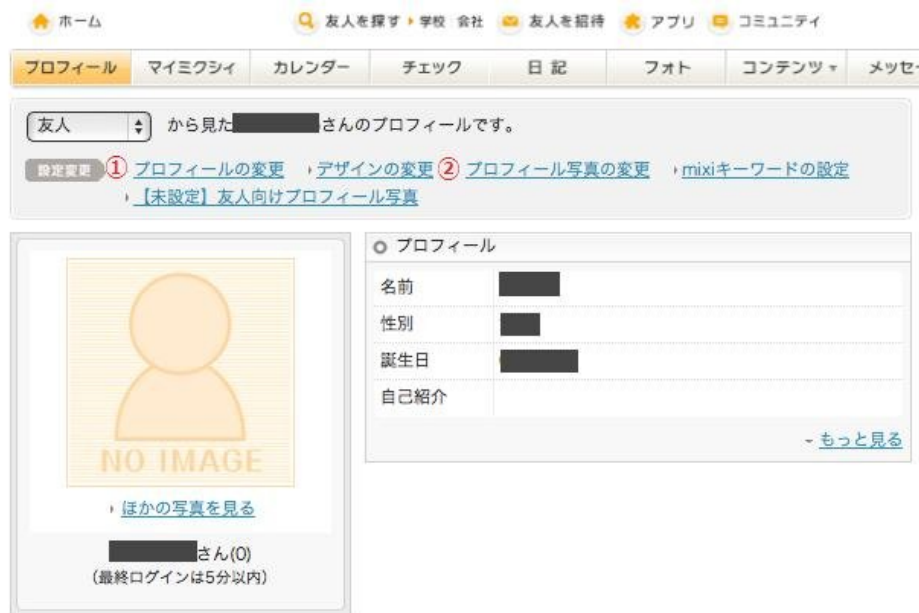 ホーム 友人を探す 学校 会社 友人を招待 アプリ コミュニティ
プロフィール マイミクシィ カレンダー チェック 日記 フォト コンテンツ メッセー
友人 から見た さんのプロフィールです。
設定変更 ① プロフィールの変更 デザインの変更 ② プロフィール写真の変更 mixiキーワードの設定
【未設定】友人向けプロフィール写真
NO IMAGE
ほかの写真を見る
さん(0)
(最終ログインは5分以内)
プロフィール
名前
性別
誕生日
自己紹介
もっと見る